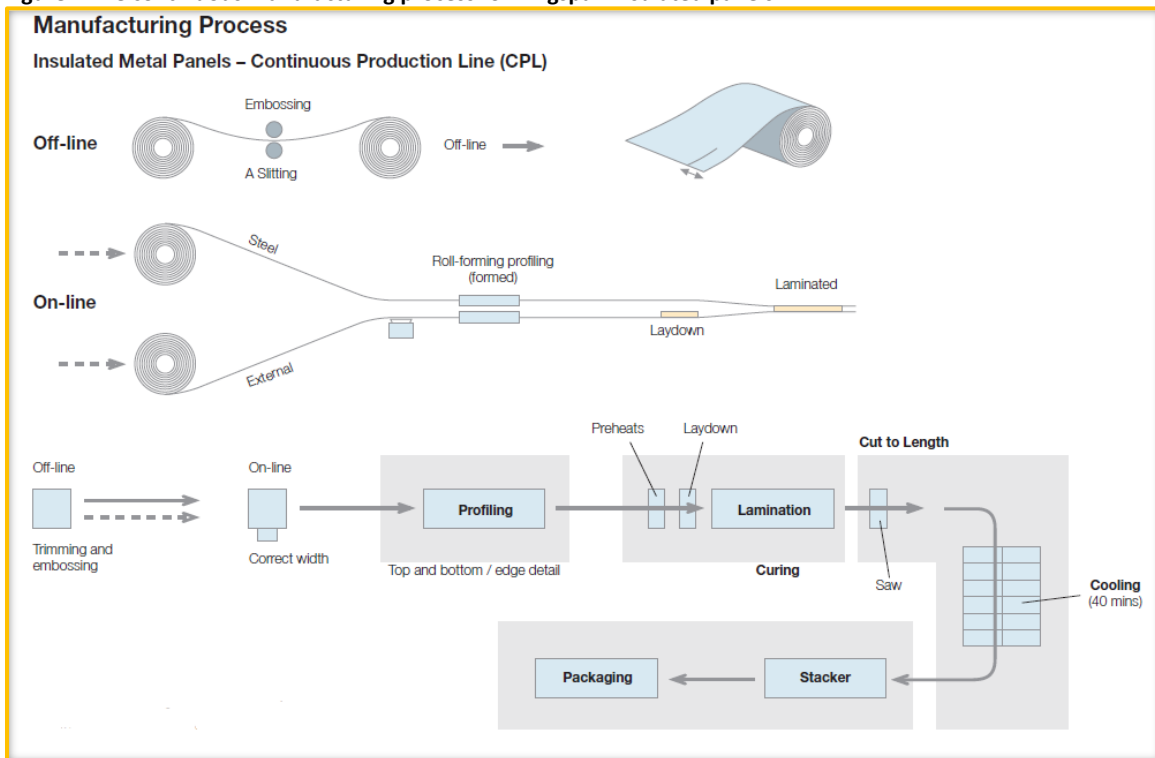 Manufacturing Process
Insulated Metal Panels – Continuous Production Line (CPL)
Embossing
Off-line
A Slitting
Off-line
Steel
Roll-forming profiling
(formed)
Laminated
On-line
Laydown
External
Preheats
Laydown
Cut to Length
Off-line
On-line
Profiling
Lamination
Trimming and
embossing
Correct width
Top and bottom / edge detail
Curing
Saw
Cooling
(40 mins)
Packaging
Stacker